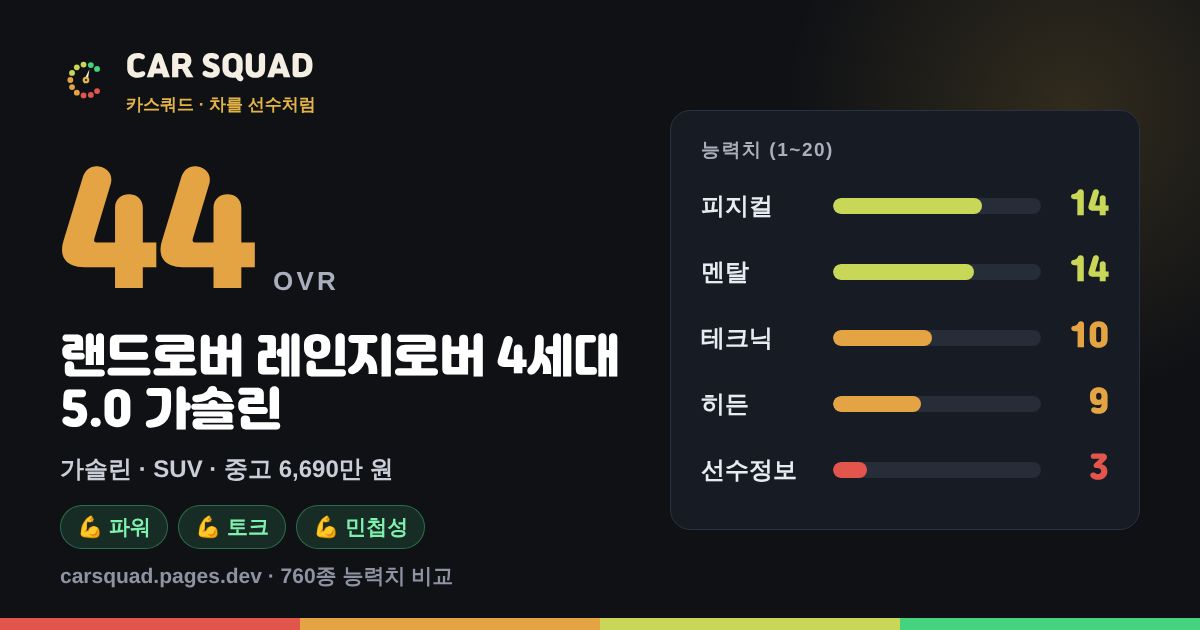 CAR SQUAD
카스쿼드 · 차를 선수처럼
44 OVR
랜드로버 레인지로버 4세대
5.0 가솔린
가솔린 · SUV · 중고 6,690만 원
💪 파워 💪 토크 💪 민첩성
carsquad.pages.dev · 760종 능력치 비교
능력치 (1~20)
피지컬 14
멘탈 14
테크닉 10
히든 9
선수정보 3